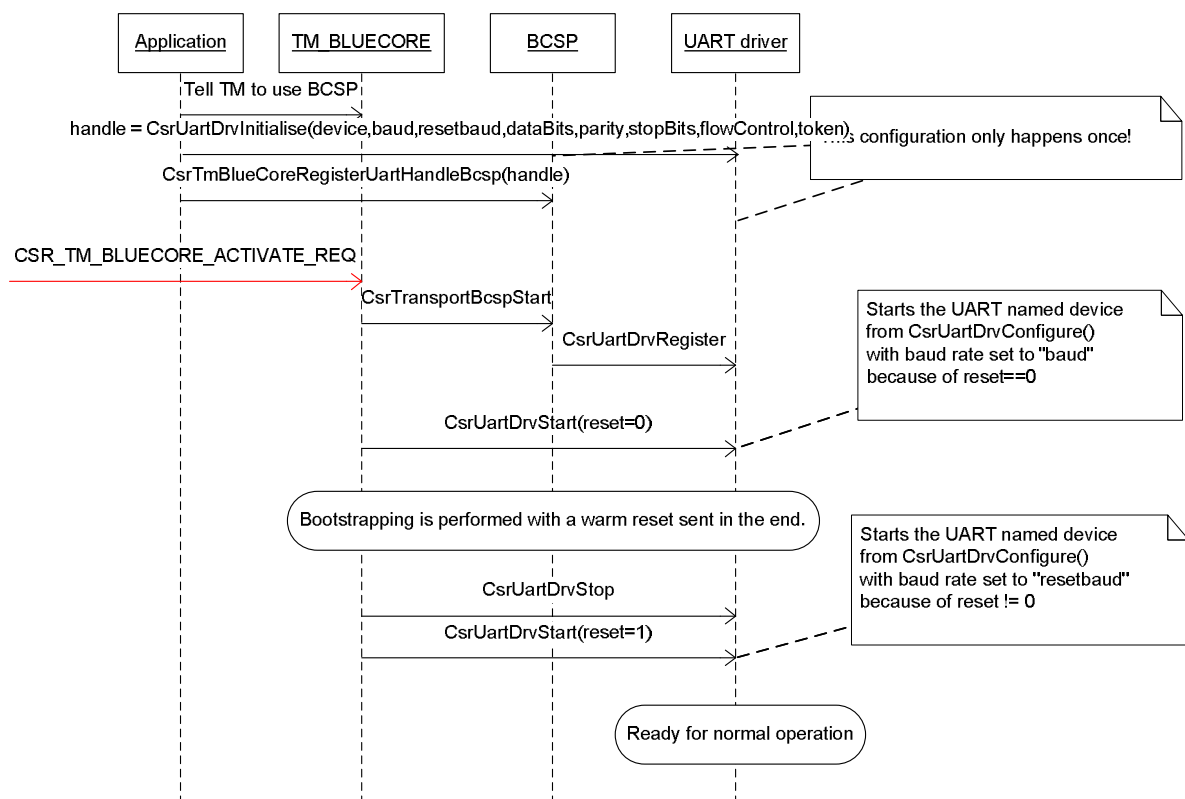 Application
TM_BLUECORE
BCSP
UART driver
Tell TM to use BCSP
handle = CsrUartDrvInitialise(device,baud,resetbaud,dataBits,parity,stopBits,flowControl,token)
configuration only happens once!
CsrTmBlueCoreRegisterUartHandleBcsp(handle)
CSR_TM_BLUECORE_ACTIVATE_REQ
CsrTransportBcspStart
CsrUartDrvRegister
Starts the UART named device
from CsrUartDrvConfigure()
with baud rate set to "baud"
because of reset==0
CsrUartDrvStart(reset=0)
Bootstrapping is performed with a warm reset sent in the end.
Starts the UART named device
from CsrUartDrvConfigure()
with baud rate set to "resetbaud"
because of reset != 0
CsrUartDrvStop
CsrUartDrvStart(reset=1)
Ready for normal operation